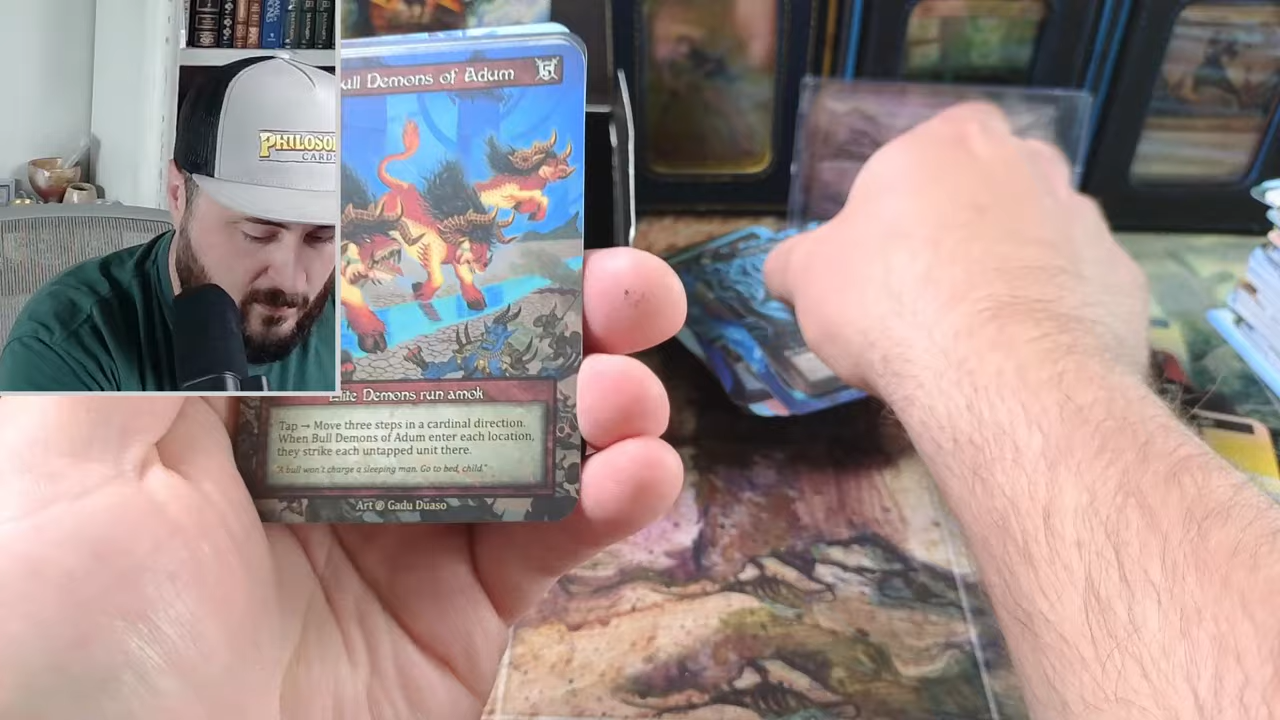 ull Demons of Adum
5
PHILOSO
CARDS
lite Demons run amok
Tap → Move three steps in a cardinal direction.
When Bull Demons of Adum enter each location,
they strike each untapped unit there.
"A bull won't charge a sleeping man. Go to bed, child."
Art @ Gadu Duaso